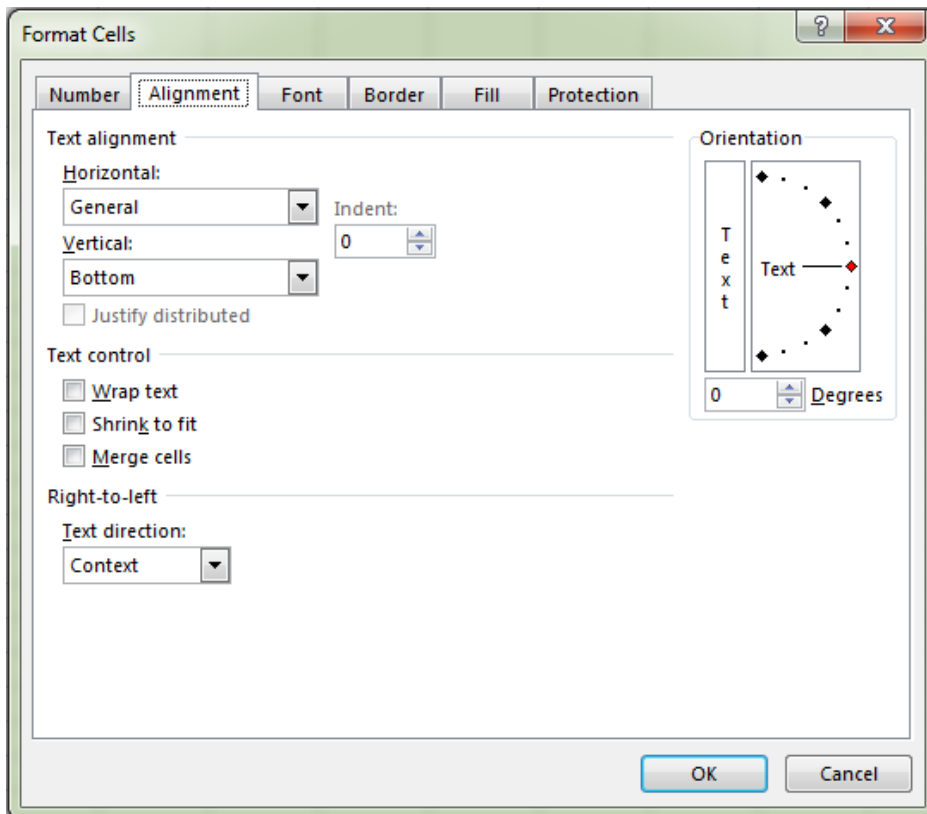 Format Cells
?
Number Alignment Font Border Fill Protection
Text alignment
Horizontal:
General
Indent:
0
Vertical:
Bottom
Justify distributed
Text control
Wrap text
Shrink to fit
Merge cells
Right-to-left
Text direction:
Context
Orientation
Text
Text
0 Degrees
OK Cancel